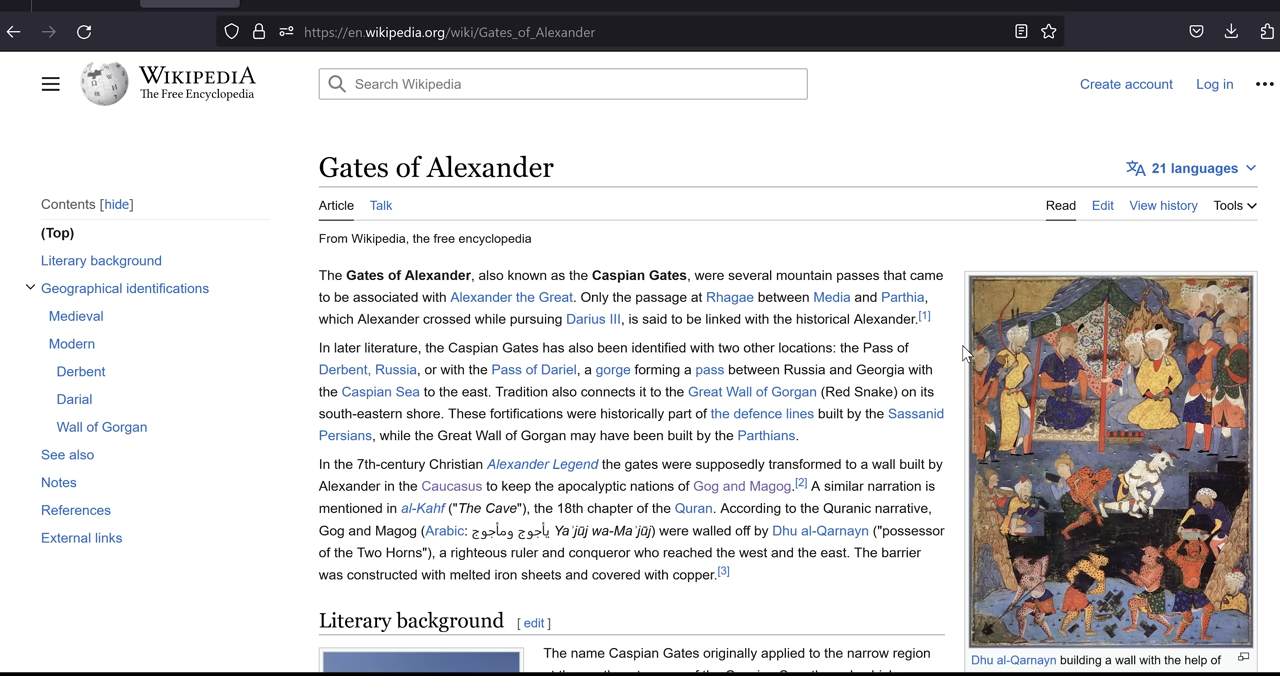 https://en.wikipedia.org/wiki/Gates_of_Alexander
WIKIPEDIA
The Free Encyclopedia
Search Wikipedia
Create account
Log in
Gates of Alexander
21 languages
Contents [hide]
(Top)
Literary background
Geographical identifications
Medieval
Modern
Derbent
Darial
Wall of Gorgan
See also
Notes
References
External links
Article
Talk
Read
Edit
View history
Tools
From Wikipedia, the free encyclopedia
The Gates of Alexander, also known as the Caspian Gates, were several mountain passes that came
to be associated with Alexander the Great. Only the passage at Rhagae between Media and Parthia,
which Alexander crossed while pursuing Darius III, is said to be linked with the historical Alexander.[1]
In later literature, the Caspian Gates has also been identified with two other locations: the Pass of
Derbent, Russia, or with the Pass of Dariel, a gorge forming a pass between Russia and Georgia with
the Caspian Sea to the east. Tradition also connects it to the Great Wall of Gorgan (Red Snake) on its
south-eastern shore. These fortifications were historically part of the defence lines built by the Sassanid
Persians, while the Great Wall of Gorgan may have been built by the Parthians.
In the 7th-century Christian Alexander Legend the gates were supposedly transformed to a wall built by
Alexander in the Caucasus to keep the apocalyptic nations of Gog and Magog.[2] A similar narration is
mentioned in al-Kahf ("The Cave"), the 18th chapter of the Quran. According to the Quranic narrative,
Gog and Magog (Arabic: يأجوج ومأجوج Yaʾjūj wa-Maʾjūj) were walled off by Dhu al-Qarnayn ("possessor
of the Two Horns"), a righteous ruler and conqueror who reached the west and the east. The barrier
was constructed with melted iron sheets and covered with copper.[3]
Literary background [ edit ]
The name Caspian Gates originally applied to the narrow region
Dhu al-Qarnayn building a wall with the help of